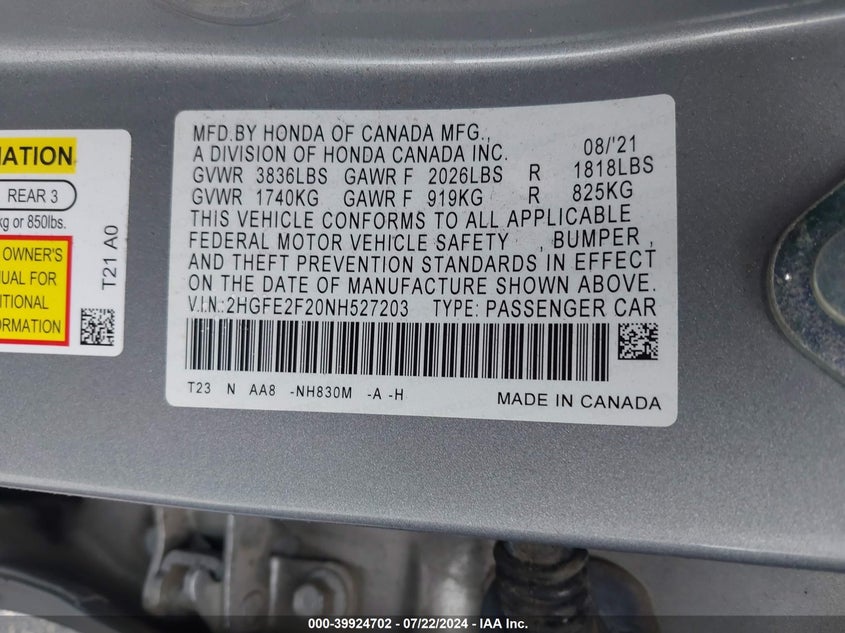 MATION
REAR 3
kg or 850lbs.
OWNER'S
UAL FOR
ITIONAL
ORMATION
T21 A0
MFD.BY HONDA OF CANADA MFG.,
A DIVISION OF HONDA CANADA INC. 08/'21
GVWR 3836LBS GAWR F 2026LBS R 1818LBS
GVWR 1740KG GAWR F 919KG R 825KG
THIS VEHICLE CONFORMS TO ALL APPLICABLE
FEDERAL MOTOR VEHICLE SAFETY , BUMPER ,
AND THEFT PREVENTION STANDARDS IN EFFECT
ON THE DATE OF MANUFACTURE SHOWN ABOVE.
V.I.N.:2HGFE2F20NH527203 TYPE: PASSENGER CAR
T23 N AA8 -NH830M -A -H
MADE IN CANADA
000-39924702 - 07/22/2024 - IAA Inc.